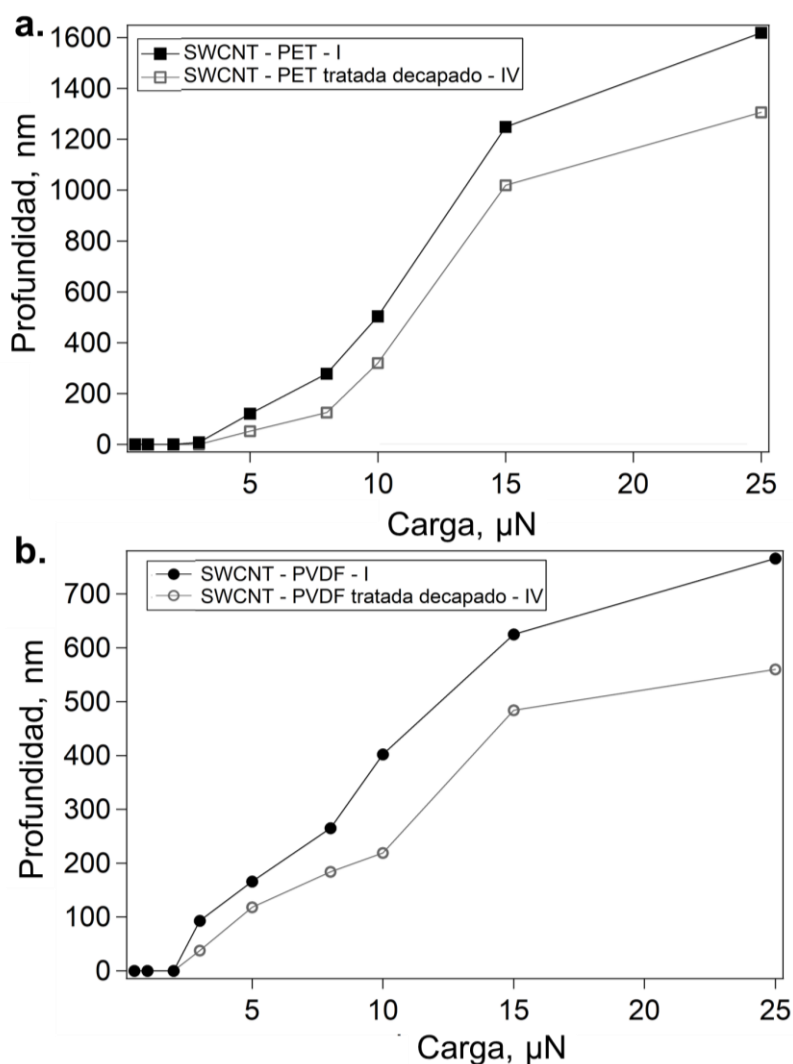 a.
1600
1400
1200
1000
800
600
400
200
0
Profundidad, nm
SWCNT - PET - I
SWCNT - PET tratada decapado - IV
5 10 15 20 25
Carga, µN
b.
700
600
500
400
300
200
100
0
Profundidad, nm
SWCNT - PVDF - I
SWCNT - PVDF tratada decapado - IV
5 10 15 20 25
Carga, µN